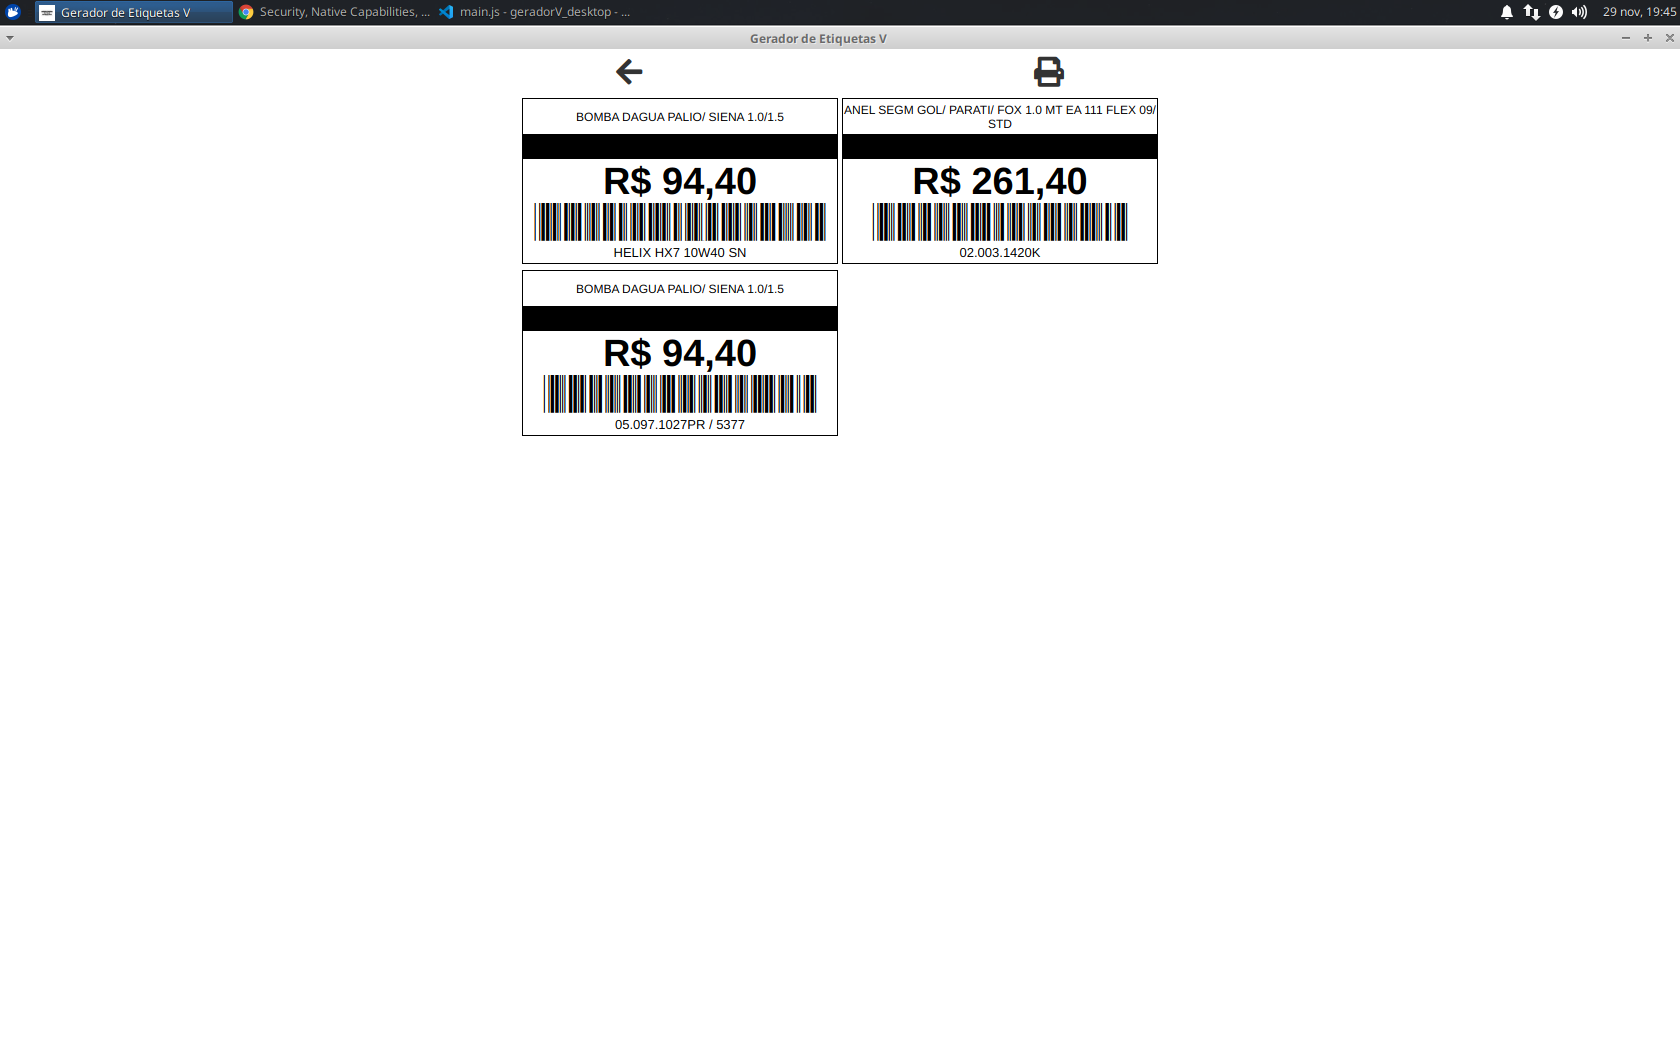 Gerador de Etiquetas V
Security, Native Capabilities, ...
main.js - geradorV_desktop - ...
29 nov, 19:45
Gerador de Etiquetas V
BOMBA DAGUA PALIO/ SIENA 1.0/1.5
R$ 94,40
HELIX HX7 10W40 SN
ANEL SEGM GOL/ PARATI/ FOX 1.0 MT EA 111 FLEX 09/
STD
R$ 261,40
02.003.1420K
BOMBA DAGUA PALIO/ SIENA 1.0/1.5
R$ 94,40
05.097.1027PR / 5377